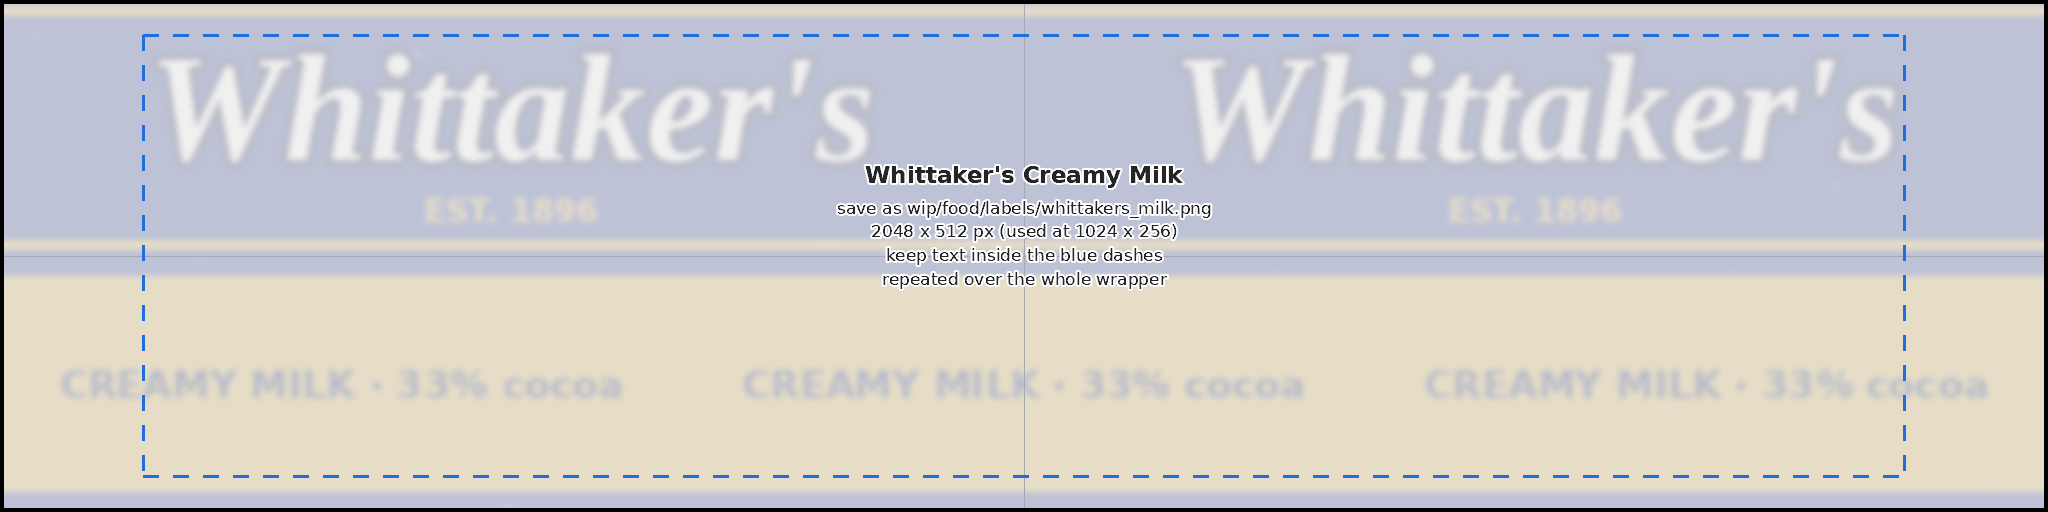 Whittaker's Whittaker's
EST. 1896 EST. 1896
Whittaker's Creamy Milk
save as wip/food/labels/whittakers_milk.png
2048 x 512 px (used at 1024 x 256)
keep text inside the blue dashes
repeated over the whole wrapper
CREAMY MILK · 33% cocoa CREAMY MILK · 33% cocoa CREAMY MILK · 33% cocoa